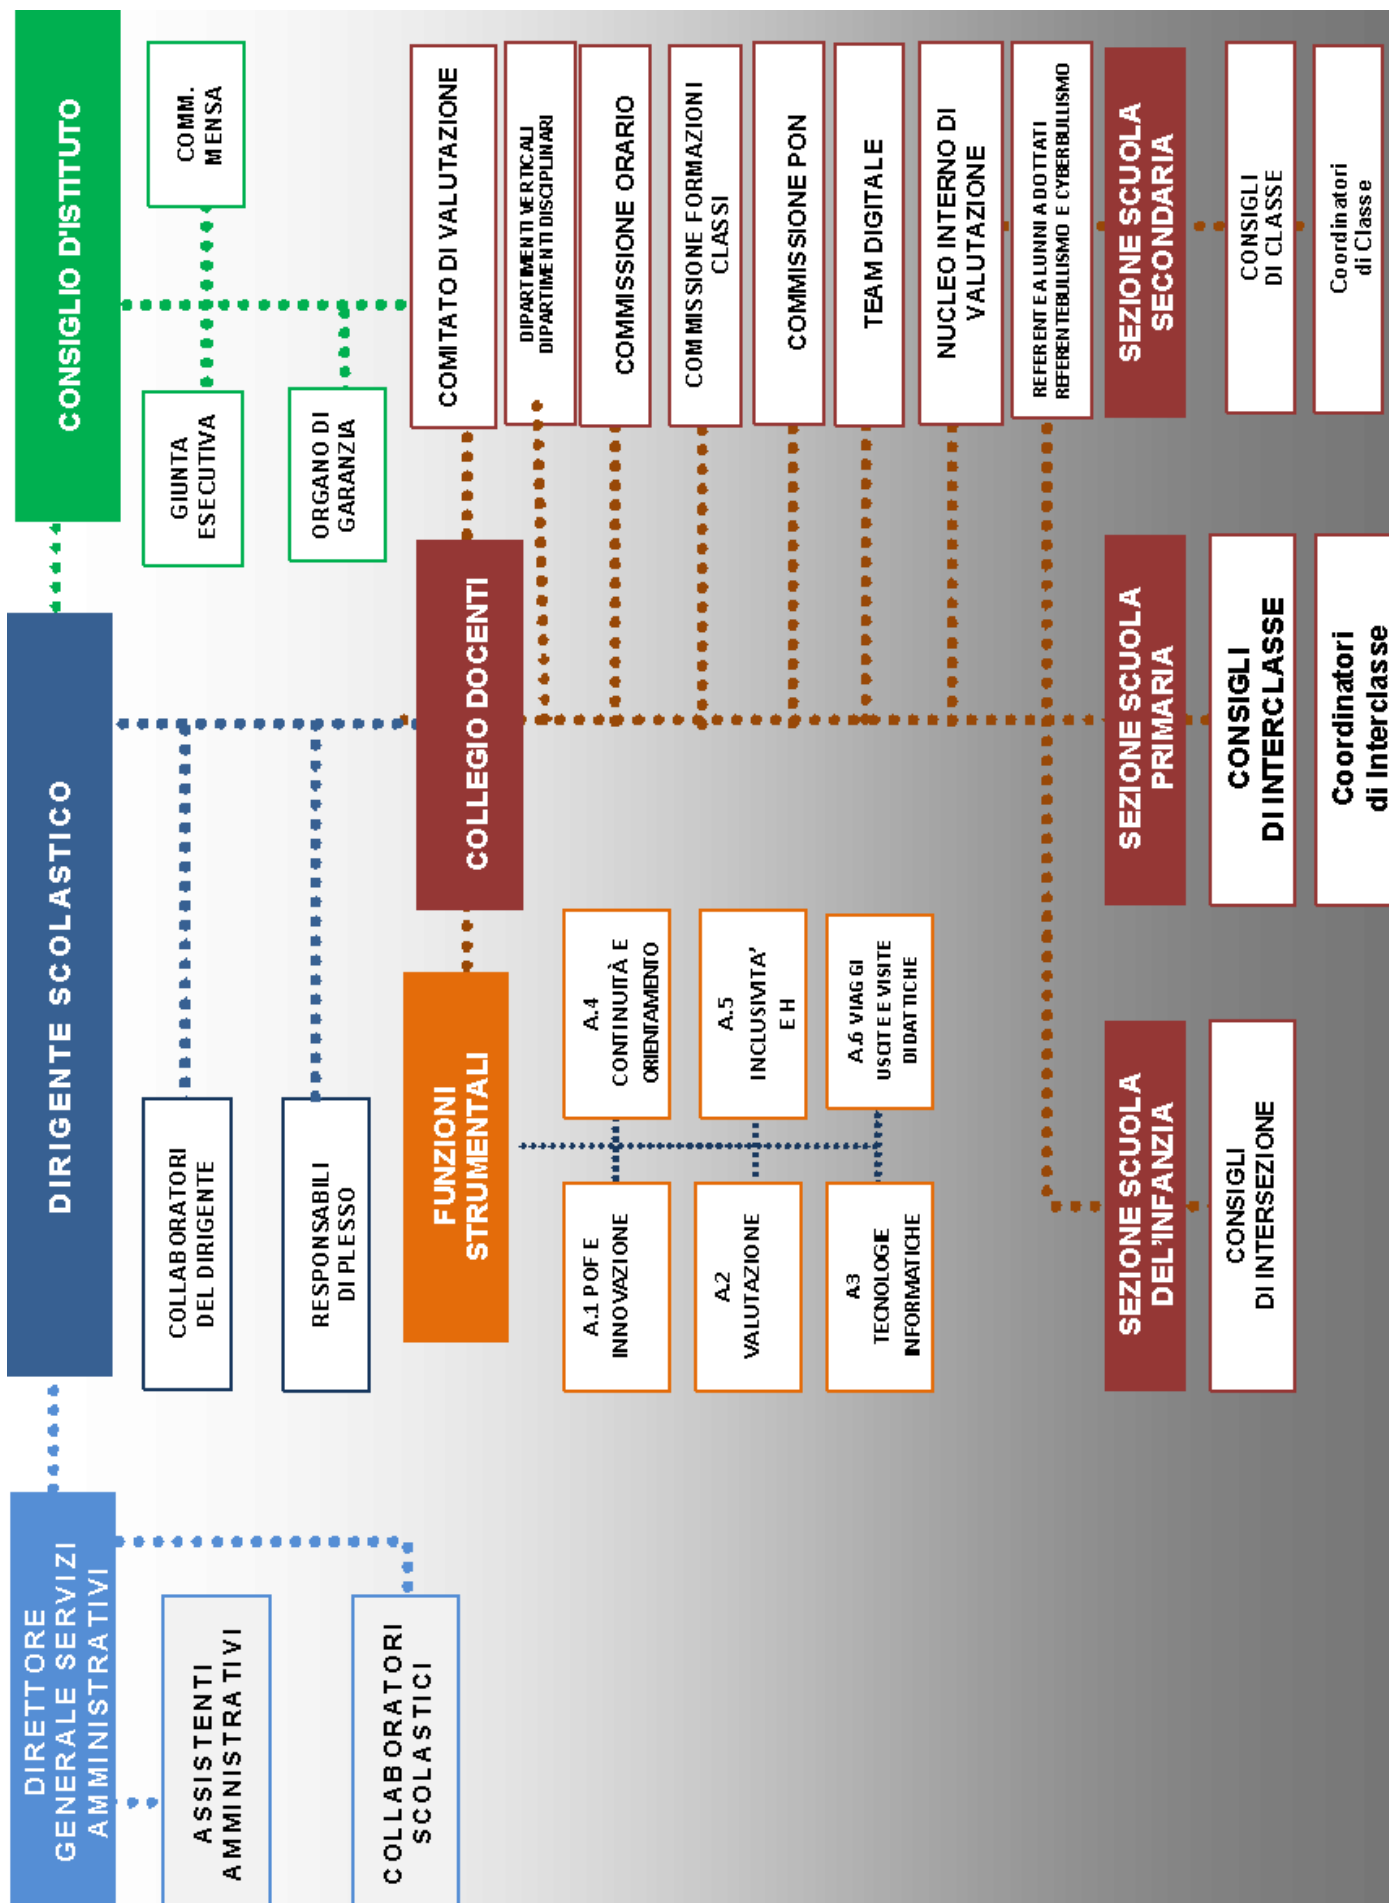 DIRETTORE
GENERALE SERVIZI
AMMINISTRATIVI
DIRIGENTE SCOLASTICO
CONSIGLIO D'ISTITUTO
ASSISTENTI
AMMINISTRATIVI
COLLABORATORI
SCOLASTICI
COLLABORATORI
DEL DIRIGENTE
RESPONSABILI
DI PLESSO
GIUNTA
ESECUTIVA
COMM.
MENSA
ORGANO DI
GARANZIA
FUNZIONI
STRUMENTALI
COLLEGIO DOCENTI
COMITATO DI VALUTAZIONE
DIPARTIMENTI VERTICALI
DIPARTIMENTI DISCIPLINARI
COMMISSIONE ORARIO
COMMISSIONE FORMAZIONI
CLASSI
COMMISSIONE PON
TEAM DIGITALE
NUCLEO INTERNO DI
VALUTAZIONE
REFERENTE ALUNNI ADOTTATI
REFERENTE BULLISMO E CYBERBULLISMO
A.1 POF E
INNOVAZIONE
A.4
CONTINUITÀ E
ORIENTAMENTO
A.2
VALUTAZIONE
A.5
INCLUSIVITA’
E H
A3
TECNOLOGIE
INFORMATICHE
A.6 VIAGGI
USCITE E VISITE
DIDATTICHE
SEZIONE SCUOLA
DEL'INFANZIA
SEZIONE SCUOLA
PRIMARIA
SEZIONE SCUOLA
SECONDARIA
CONSIGLI
DI INTERSEZIONE
CONSIGLI
DI INTERCLASSE
CONSIGLI
DI CLASSE
Coordinatori
di Interclasse
Coordinatori
di Classe